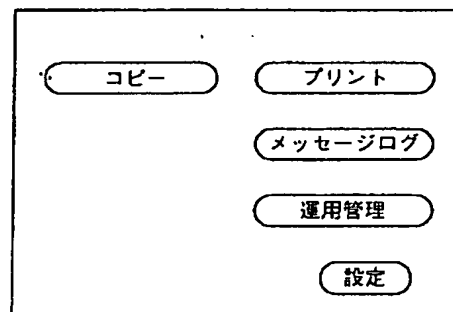 コピー
プリント
メッセージログ
運用管理
設定